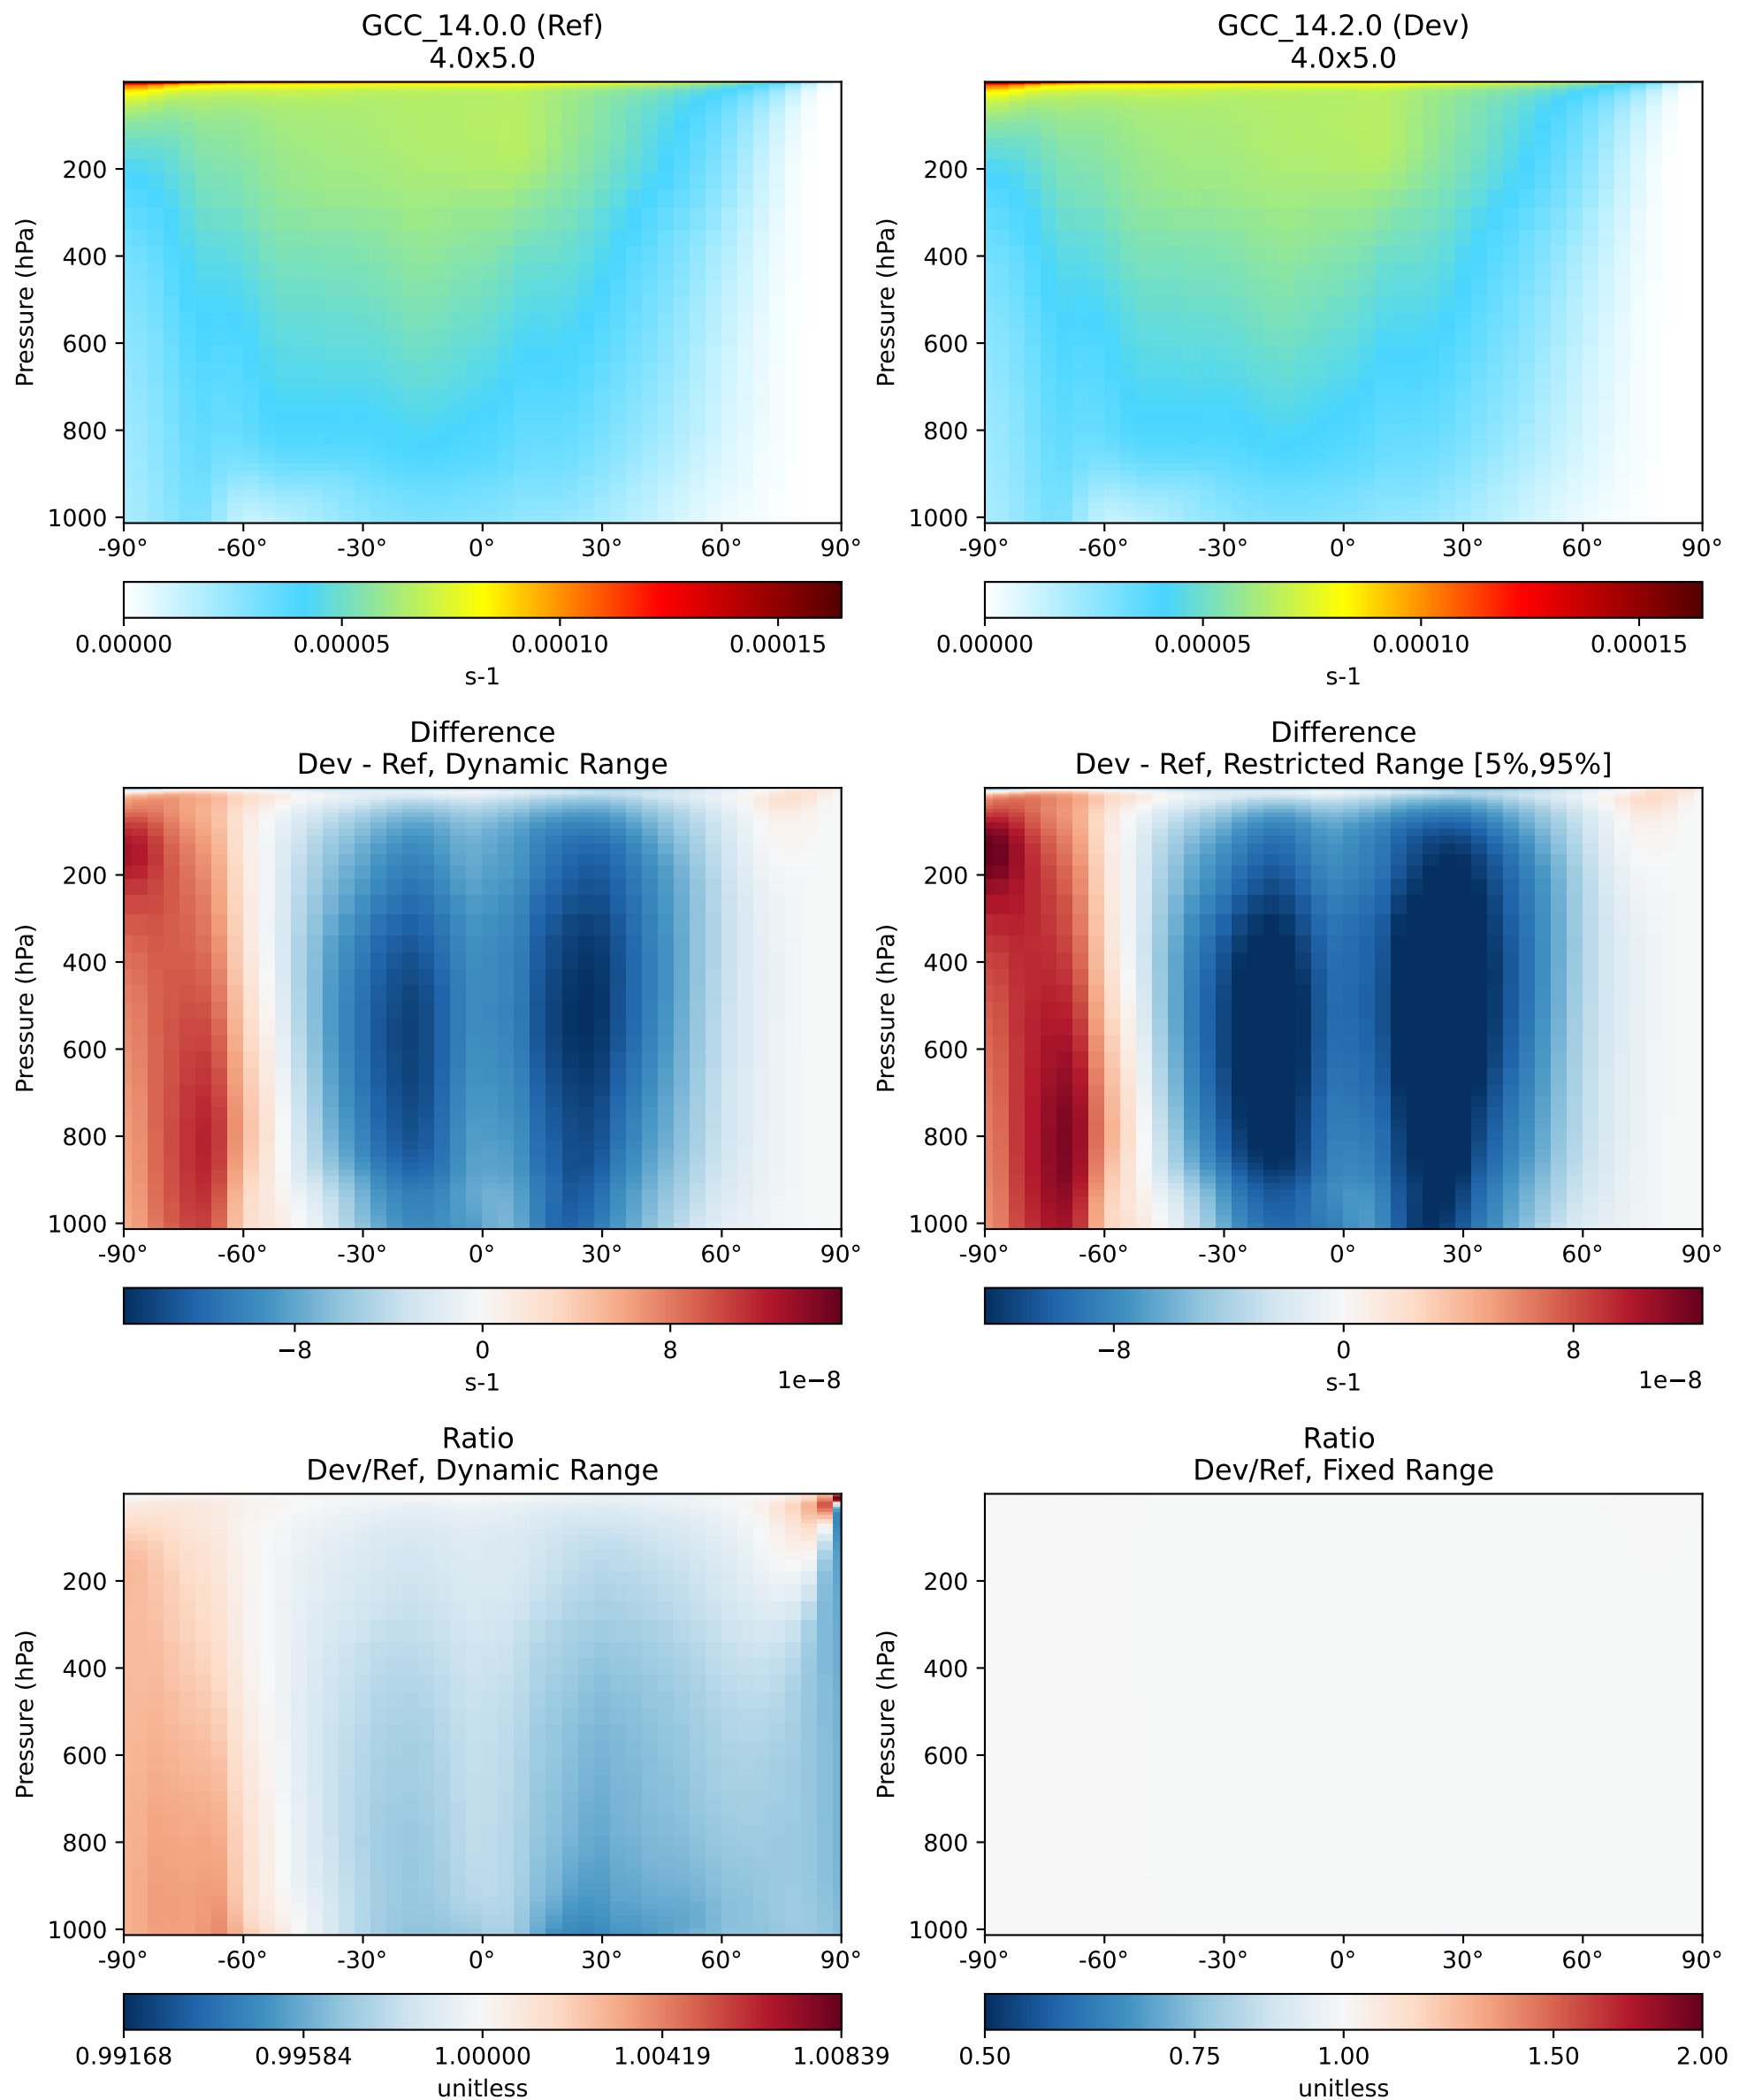 GCC_14.0.0 (Ref)
4.0x5.0
Pressure (hPa)
200
400
600
800
1000
-90° -60° -30° 0° 30° 60° 90°
0.00000 0.00005 0.00010 0.00015
s-1
GCC_14.2.0 (Dev)
4.0x5.0
Pressure (hPa)
200
400
600
800
1000
-90° -60° -30° 0° 30° 60° 90°
0.00000 0.00005 0.00010 0.00015
s-1
Difference
Dev - Ref, Dynamic Range
Pressure (hPa)
200
400
600
800
1000
-90° -60° -30° 0° 30° 60° 90°
−8 0 8
s-1 1e−8
Difference
Dev - Ref, Restricted Range [5%,95%]
Pressure (hPa)
200
400
600
800
1000
-90° -60° -30° 0° 30° 60° 90°
−8 0 8
s-1 1e−8
Ratio
Dev/Ref, Dynamic Range
Pressure (hPa)
200
400
600
800
1000
-90° -60° -30° 0° 30° 60° 90°
0.99168 0.99584 1.00000 1.00419 1.00839
unitless
Ratio
Dev/Ref, Fixed Range
Pressure (hPa)
200
400
600
800
1000
-90° -60° -30° 0° 30° 60° 90°
0.50 0.75 1.00 1.50 2.00
unitless